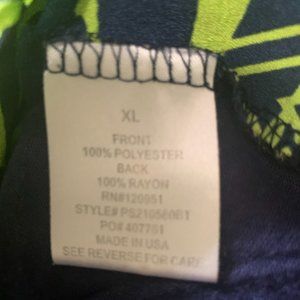 XL
FRONT
100% POLYESTER
BACK
100% RAYON
RN#120951
STYLE# PS210560BT
PO# 407761
MADE IN USA
SEE REVERSE FOR CARE